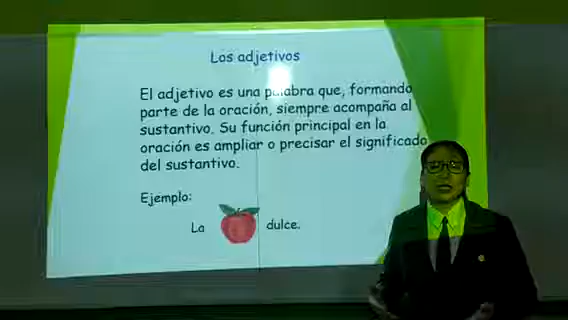 Los adjetivos
El adjetivo es una palabra que, formando
parte de la oración, siempre acompaña al
sustantivo. Su función principal en la
oración es ampliar o precisar el significado
del sustantivo.
Ejemplo:
La dulce.